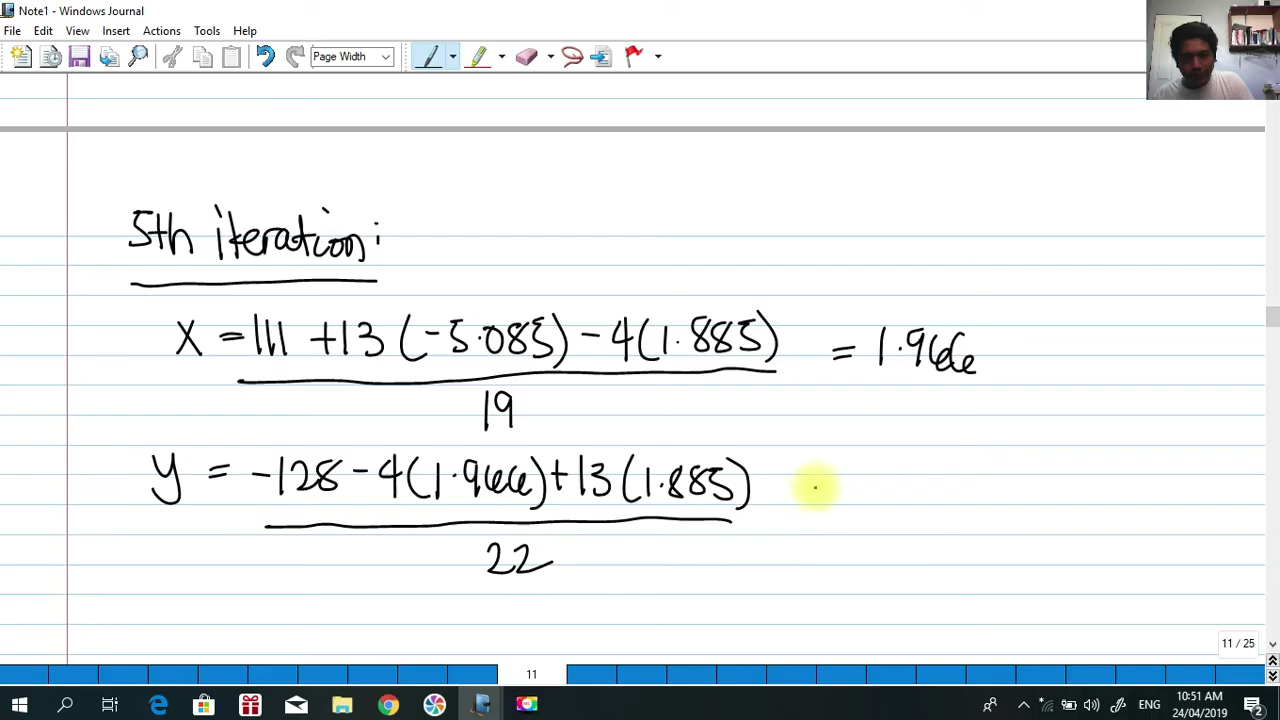 Note1 - Windows Journal
File Edit View Insert Actions Tools Help
Page Width
5th iteration:
X = 111 + 13 (-5.085) - 4(1.885) = 1.966
19
y = -128 - 4(1.966) + 13(1.885)
22
11 / 25
11
ENG
10:51 AM
24/04/2019
2